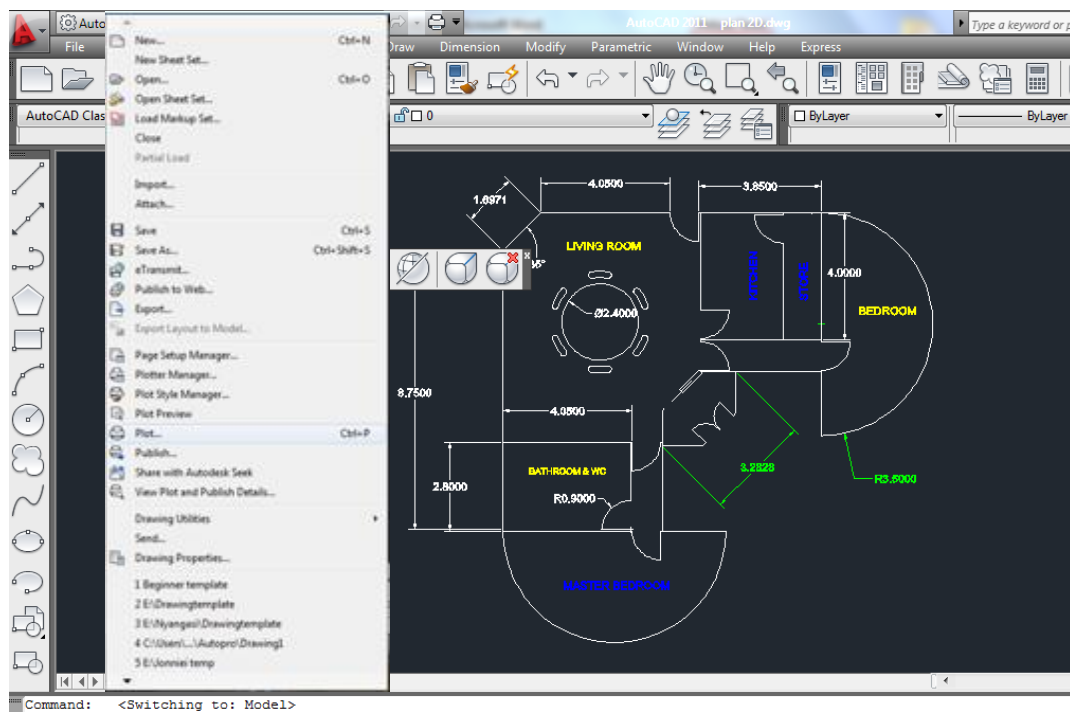 Auto
AutoCAD 2011 plan 2D.dwg
Type a keyword or p
File
Draw Dimension Modify Parametric Window Help Express
AutoCAD Clas
0
ByLayer
ByLayer
New... Ctrl+N
New Sheet Set...
Open... Ctrl+O
Open Sheet Set...
Load Markup Set...
Close
Partial Load
Import...
Attach...
Save Ctrl+S
Save As... Ctrl+Shift+S
eTransmit...
Publish to Web...
Export...
Export Layout to Model...
Page Setup Manager...
Plotter Manager...
Plot Style Manager...
Plot Preview
Plot... Ctrl+P
Publish...
Share with Autodesk Seek
View Plot and Publish Details...
Drawing Utilities
Send...
Drawing Properties...
1 Beginner template
2 E:\Drawingtemplate
3 E:\Nyangasi\Drawingtemplate
4 C:\Users\...\Autopro\Drawing1
5 E:\Jonniei temp
4.0500
3.8500
1.6971
LIVING ROOM
KITCHEN
STORE
4.0000
BEDROOM
Ø2.4000
8.7500
4.0500
BATHROOM & WC
2.8000
R0.9000
3.2828
R3.5000
MASTER BEDROOM
Command: <Switching to: Model>